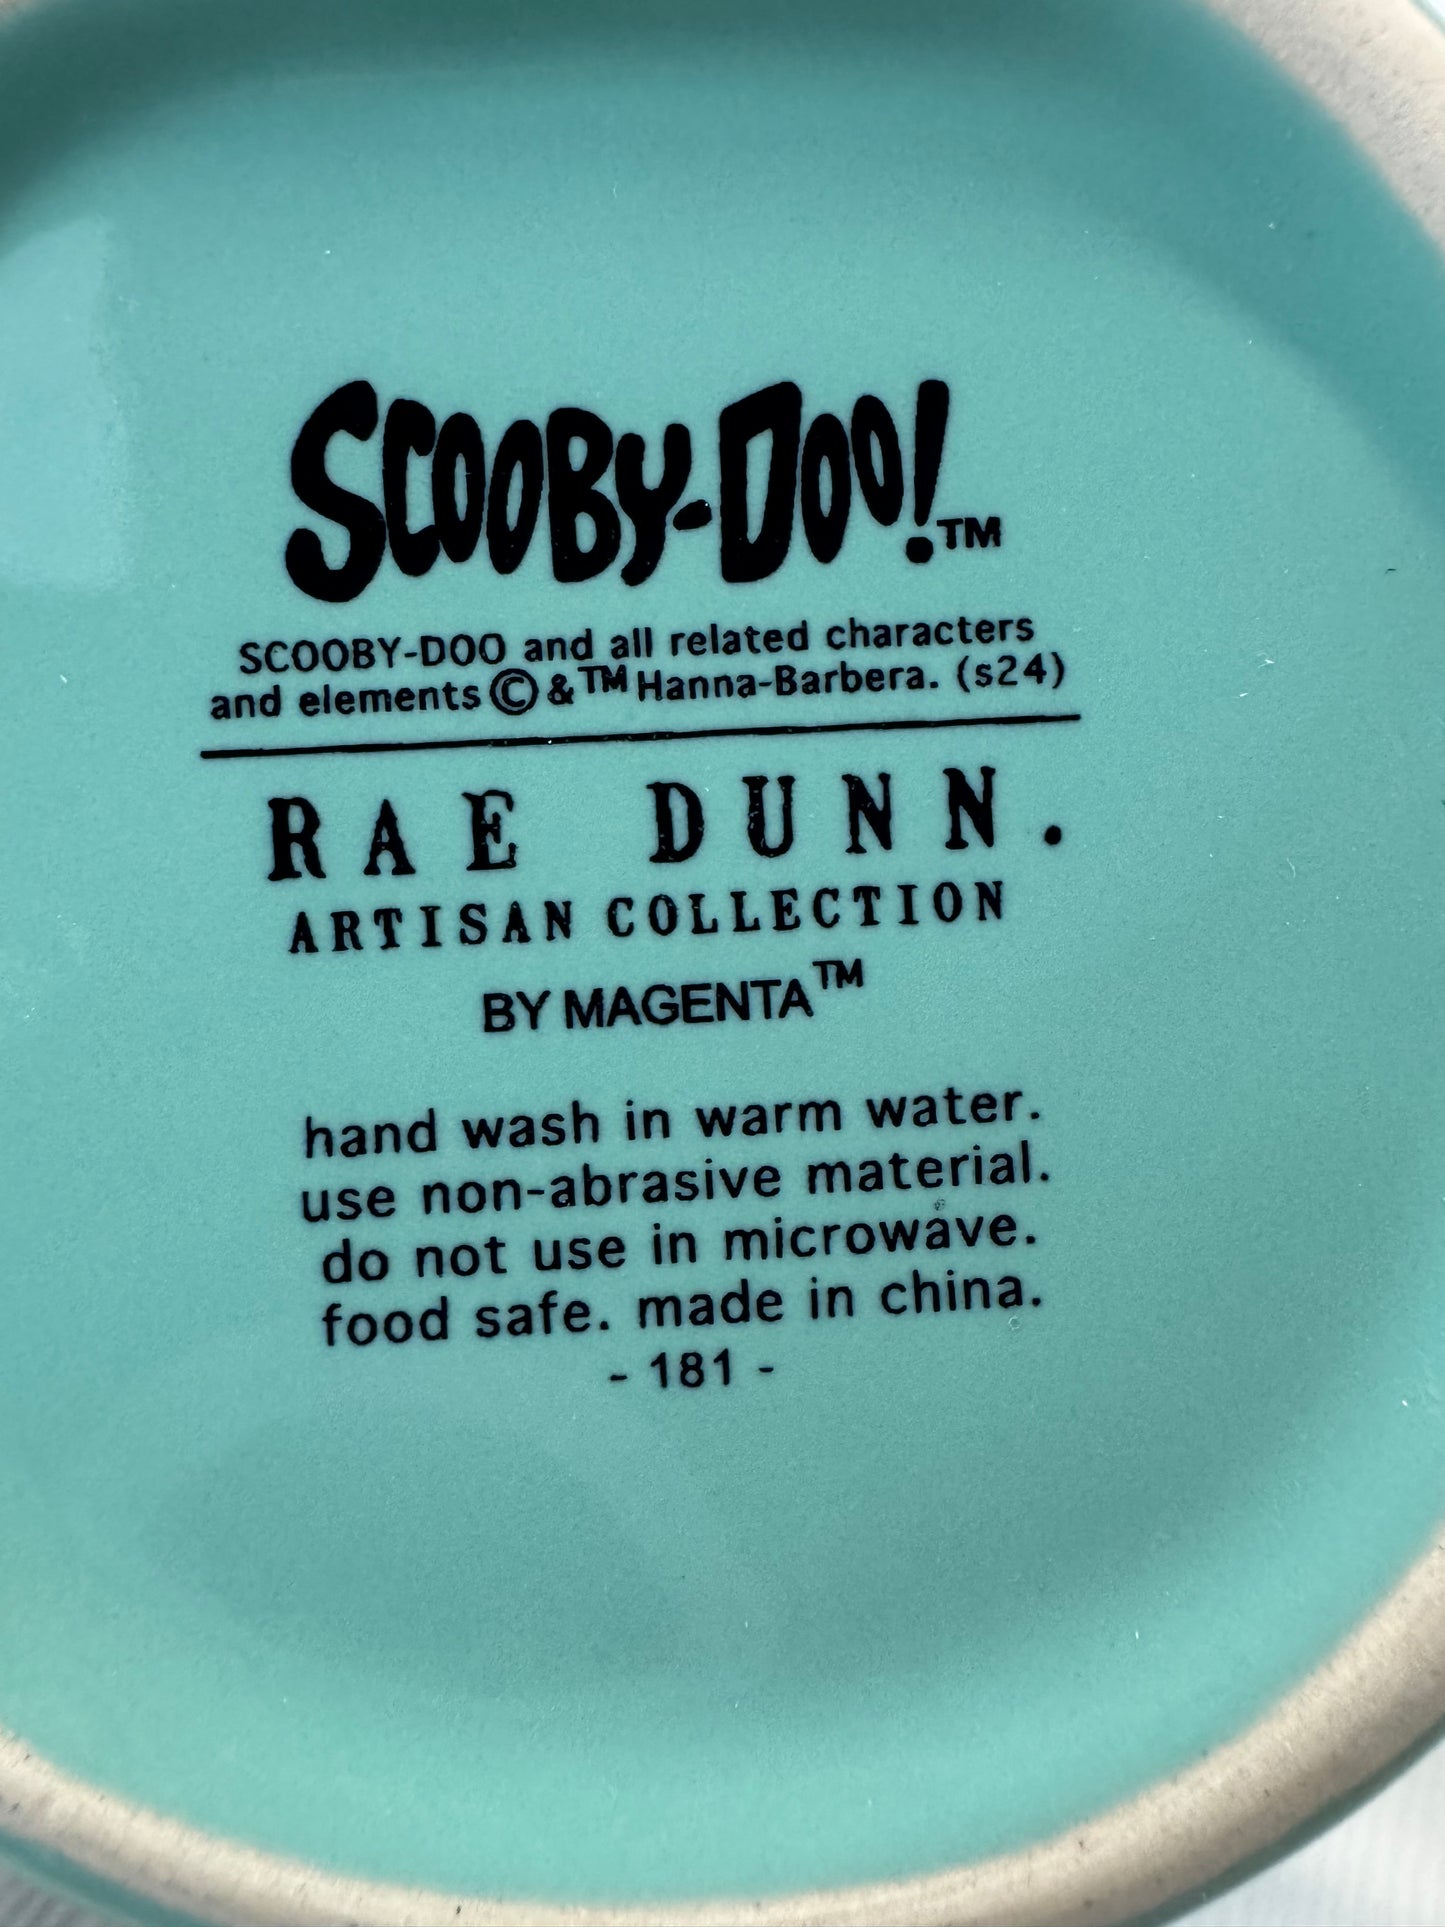 SCOOBY-DOO!™
SCOOBY-DOO and all related characters
and elements © & ™ Hanna-Barbera. (s24)
RAE DUNN.
ARTISAN COLLECTION
BY MAGENTA™
hand wash in warm water.
use non-abrasive material.
do not use in microwave.
food safe. made in china.
- 181 -